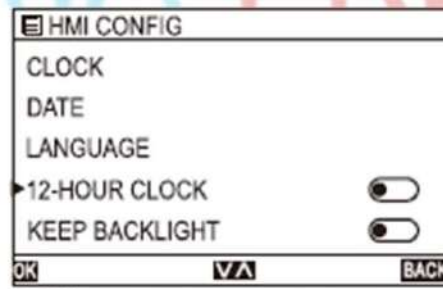 HMI CONFIG
CLOCK
DATE
LANGUAGE
12-HOUR CLOCK
KEEP BACKLIGHT
OK BACK